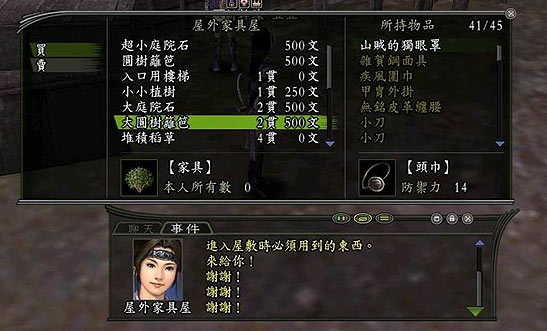 屋外家具屋
所持物品 41/45
買
賣
超小庭院石 500文
圓樹籬笆 500文
入口用樓梯 1貫 0文
小小植樹 1貫 250文
大庭院石 2貫 500文
大圓樹籬笆 2貫 500文
堆積稻草 4貫 0文
山賊的獨眼罩
雜賀鋼面具
疾風圍巾
甲冑外掛
無銘皮革纏腰
小刀
小刀
【家具】
本人所有數 0
【頭巾】
防禦力 14
聊天 事件
進入屋敷時必須用到的東西。
來給你！
謝謝！
謝謝！
謝謝！
屋外家具屋